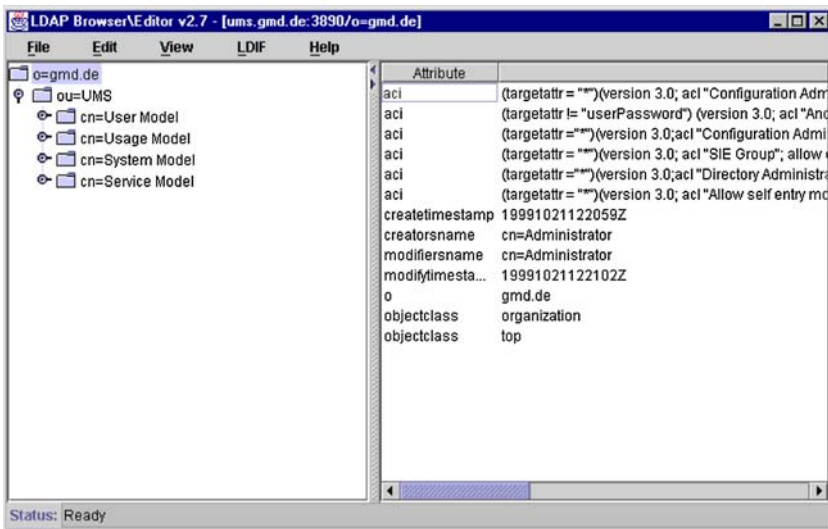 LDAP Browser\Editor v2.7 - [ums.gmd.de:3890/o=gmd.de]
File Edit View LDIF Help
o=gmd.de
ou=UMS
cn=User Model
cn=Usage Model
cn=System Model
cn=Service Model
Attribute
aci (targetattr = "*")(version 3.0; acl "Configuration Adm
aci (targetattr != "userPassword") (version 3.0; acl "Ano
aci (targetattr ="*")(version 3.0;acl "Configuration Admi
aci (targetattr = "*")(version 3.0; acl "SIE Group"; allow
aci (targetattr ="*")(version 3.0;acl "Directory Administra
aci (targetattr = "*")(version 3.0; acl "Allow self entry mo
createtimestamp 19991021122059Z
creatorsname cn=Administrator
modifiersname cn=Administrator
modifytimesta... 19991021122102Z
o gmd.de
objectclass organization
objectclass top
Status: Ready